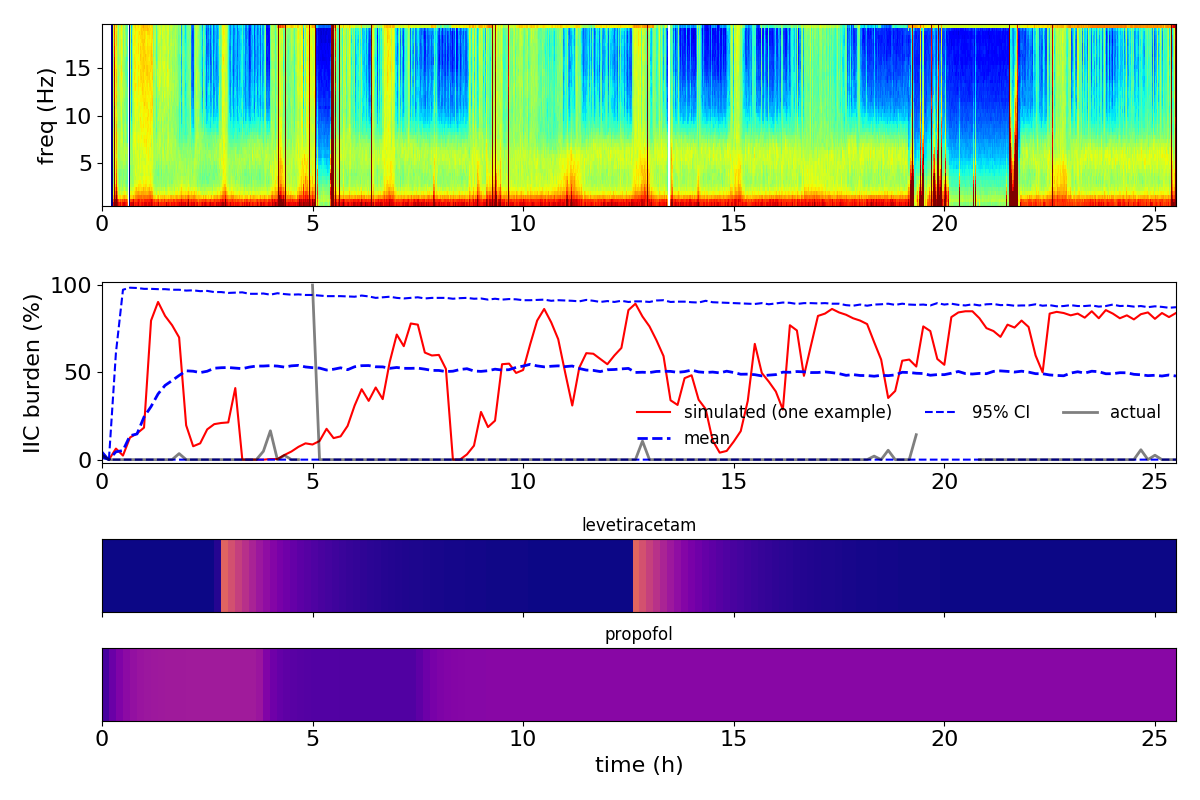 freq (Hz)
15
10
5
0 5 10 15 20 25
IIC burden (%)
100
50
0
simulated (one example) 95% CI actual
mean
0 5 10 15 20 25
levetiracetam
propofol
0 5 10 15 20 25
time (h)